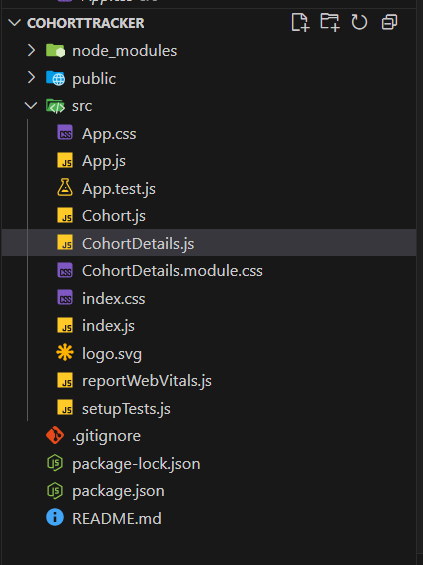 COHORTTRACKER
node_modules
public
src
App.css
App.js
App.test.js
Cohort.js
CohortDetails.js
CohortDetails.module.css
index.css
index.js
logo.svg
reportWebVitals.js
setupTests.js
.gitignore
package-lock.json
package.json
README.md